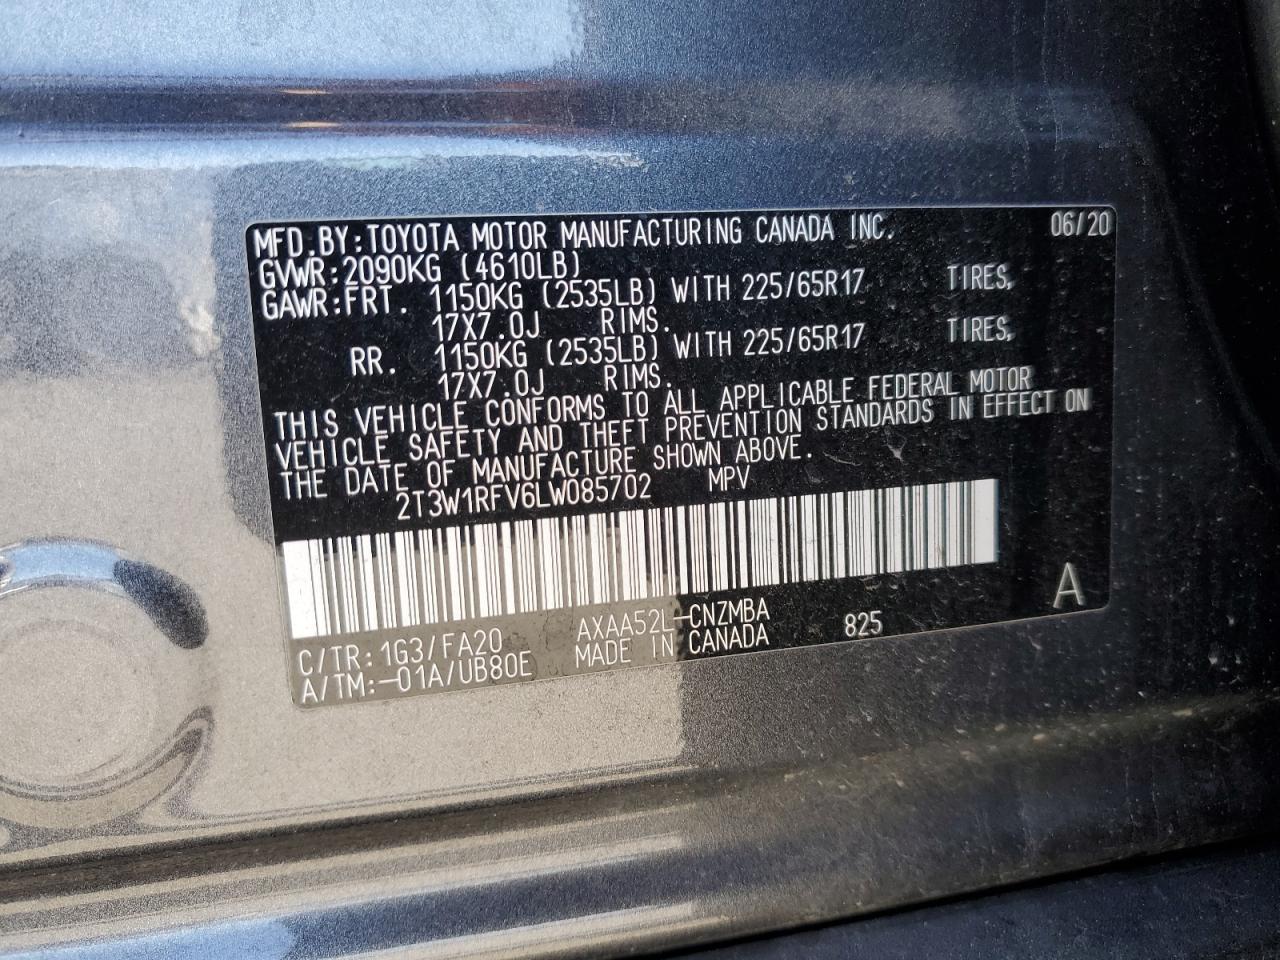 MFD.BY:TOYOTA MOTOR MANUFACTURING CANADA INC. 06/20
GVWR:2090KG (4610LB)
GAWR:FRT. 1150KG (2535LB) WITH 225/65R17 TIRES,
17X7.0J RIMS.
RR. 1150KG (2535LB) WITH 225/65R17 TIRES,
17X7.0J RIMS.
THIS VEHICLE CONFORMS TO ALL APPLICABLE FEDERAL MOTOR
VEHICLE SAFETY AND THEFT PREVENTION STANDARDS IN EFFECT ON
THE DATE OF MANUFACTURE SHOWN ABOVE.
2T3W1RFV6LW085702 MPV
A
C/TR:1G3/FA20 AXAA52L-CNZMBA 825
A/TM:-01A/UB80E MADE IN CANADA